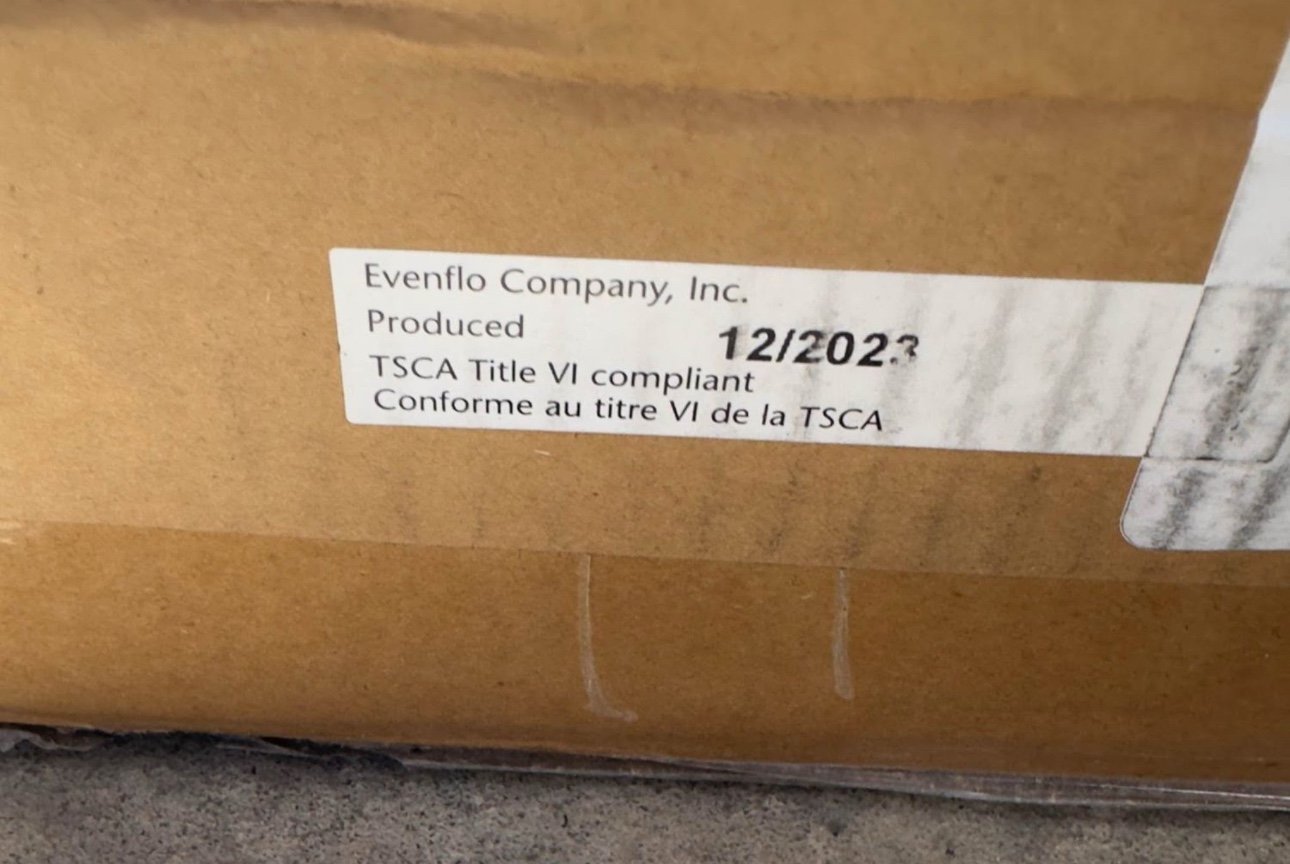 Evenflo Company, Inc.
Produced 12/2023
TSCA Title VI compliant
Conforme au titre VI de la TSCA